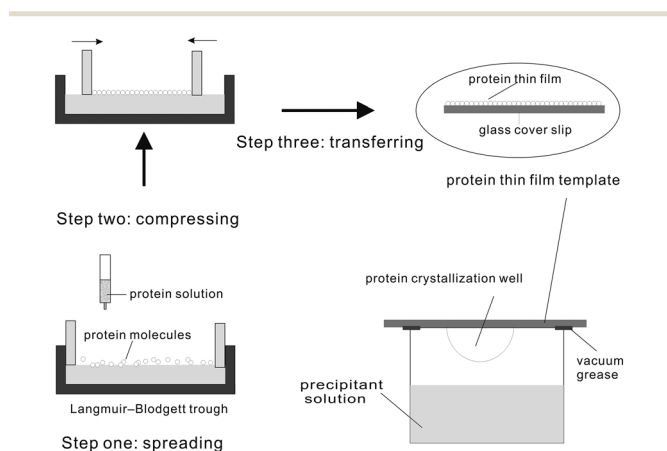 protein thin film
glass cover slip
Step three: transferring
protein thin film template
Step two: compressing
protein solution
protein molecules
Langmuir–Blodgett trough
Step one: spreading
protein crystallization well
vacuum
grease
precipitant
solution